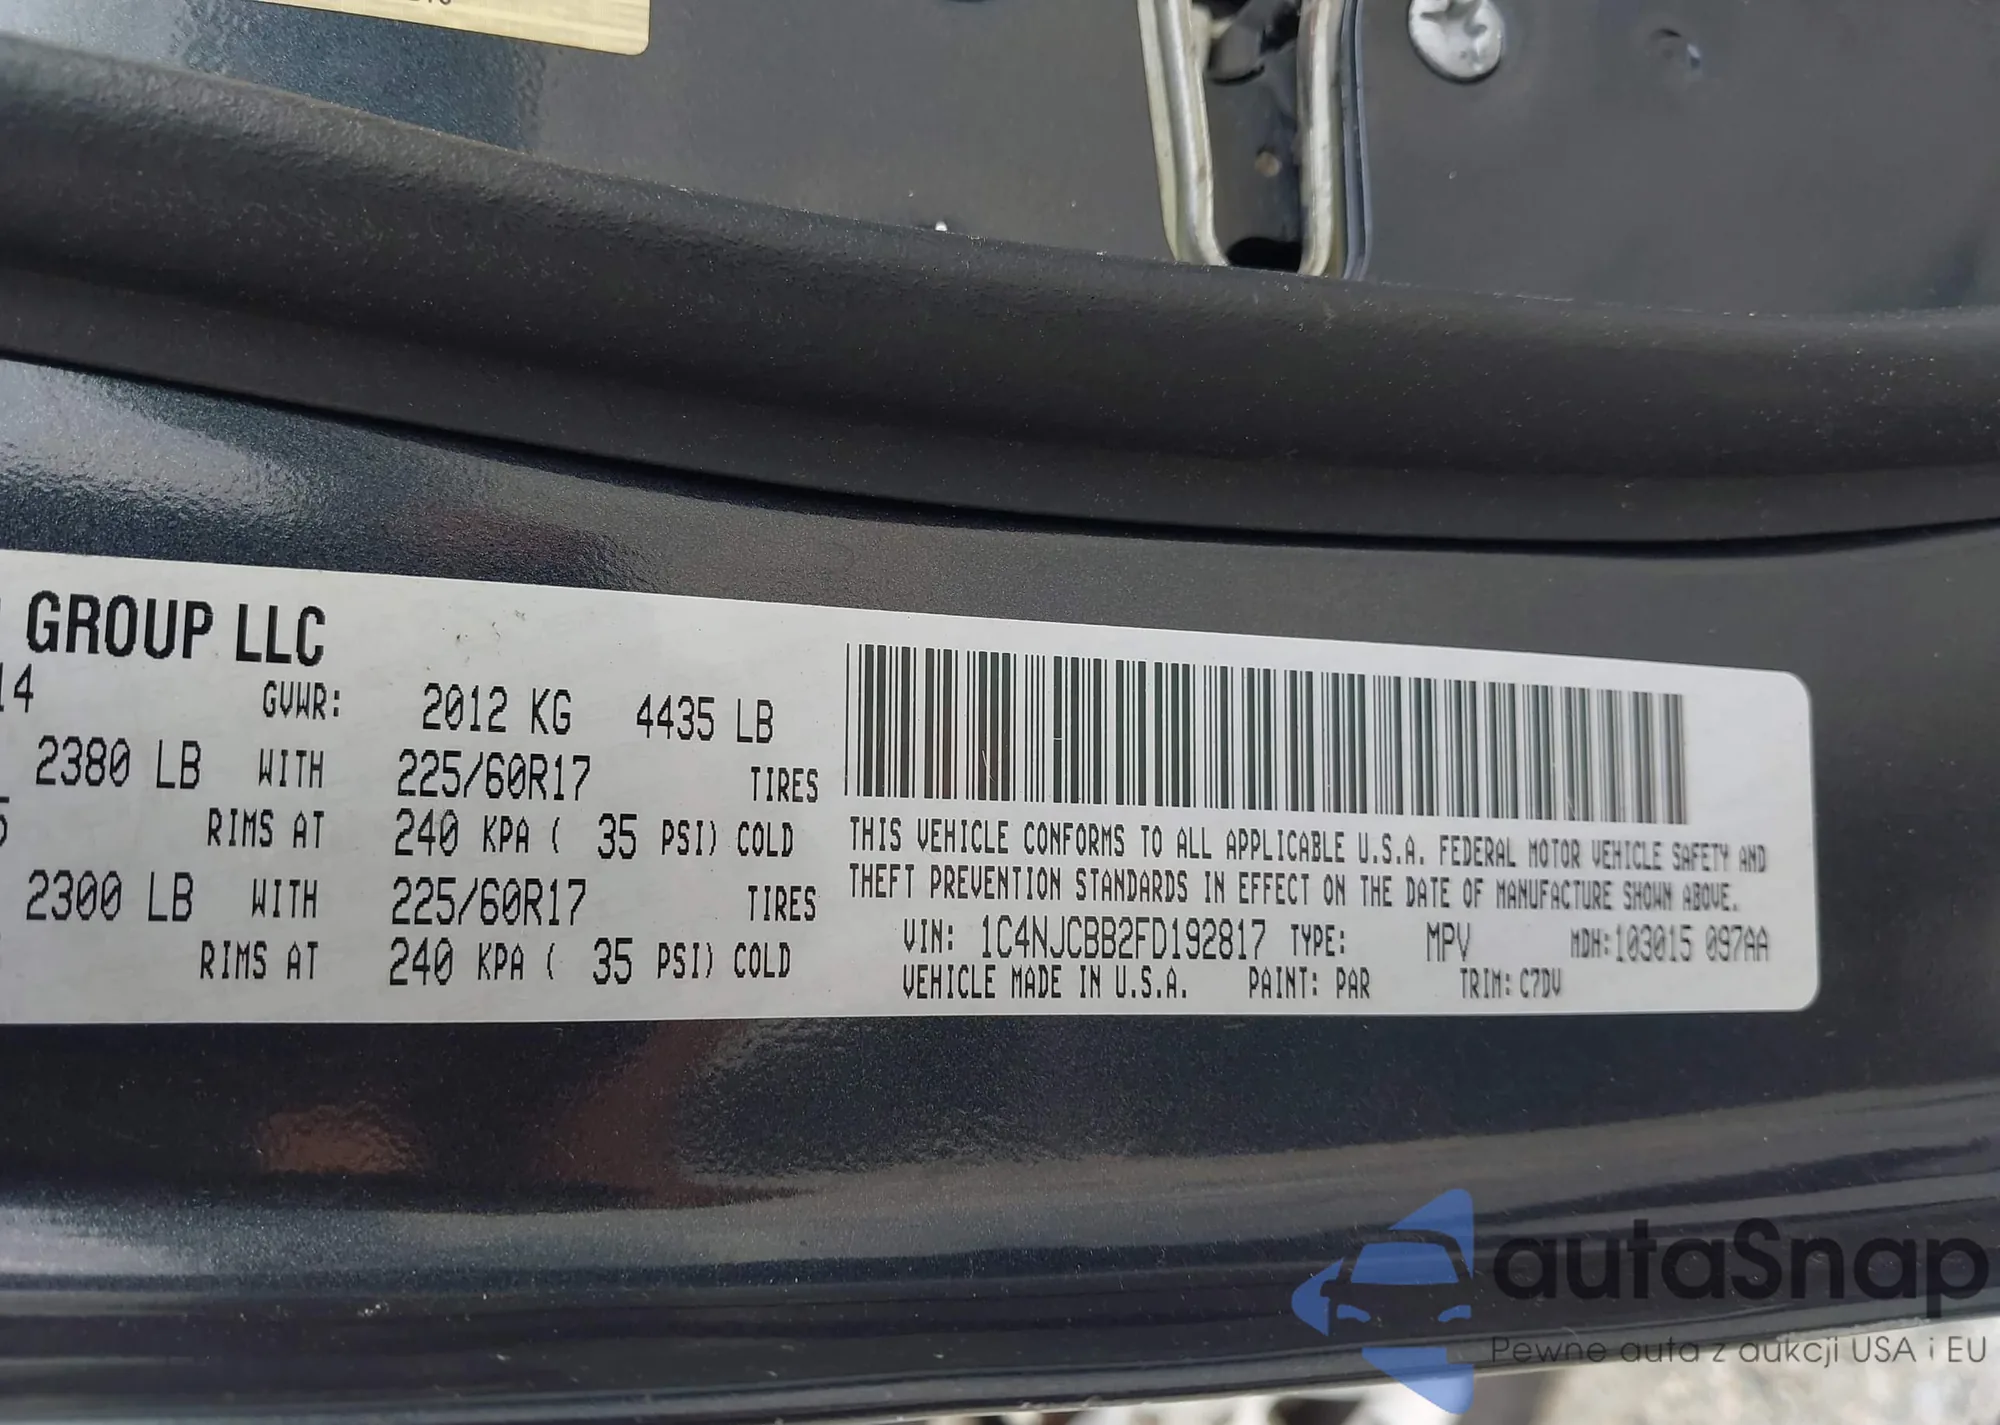 GROUP LLC
14 GVWR: 2012 KG 4435 LB
2380 LB WITH 225/60R17 TIRES
5 RIMS AT 240 KPA ( 35 PSI) COLD
2300 LB WITH 225/60R17 TIRES
RIMS AT 240 KPA ( 35 PSI) COLD
THIS VEHICLE CONFORMS TO ALL APPLICABLE U.S.A. FEDERAL MOTOR VEHICLE SAFETY AND
THEFT PREVENTION STANDARDS IN EFFECT ON THE DATE OF MANUFACTURE SHOWN ABOVE.
VIN: 1C4NJCBB2FD192817 TYPE: MPV MDH:103015 097AA
VEHICLE MADE IN U.S.A. PAINT: PAR TRIM: C7DV
autaSnap
Pewne auta z aukcji USA i EU